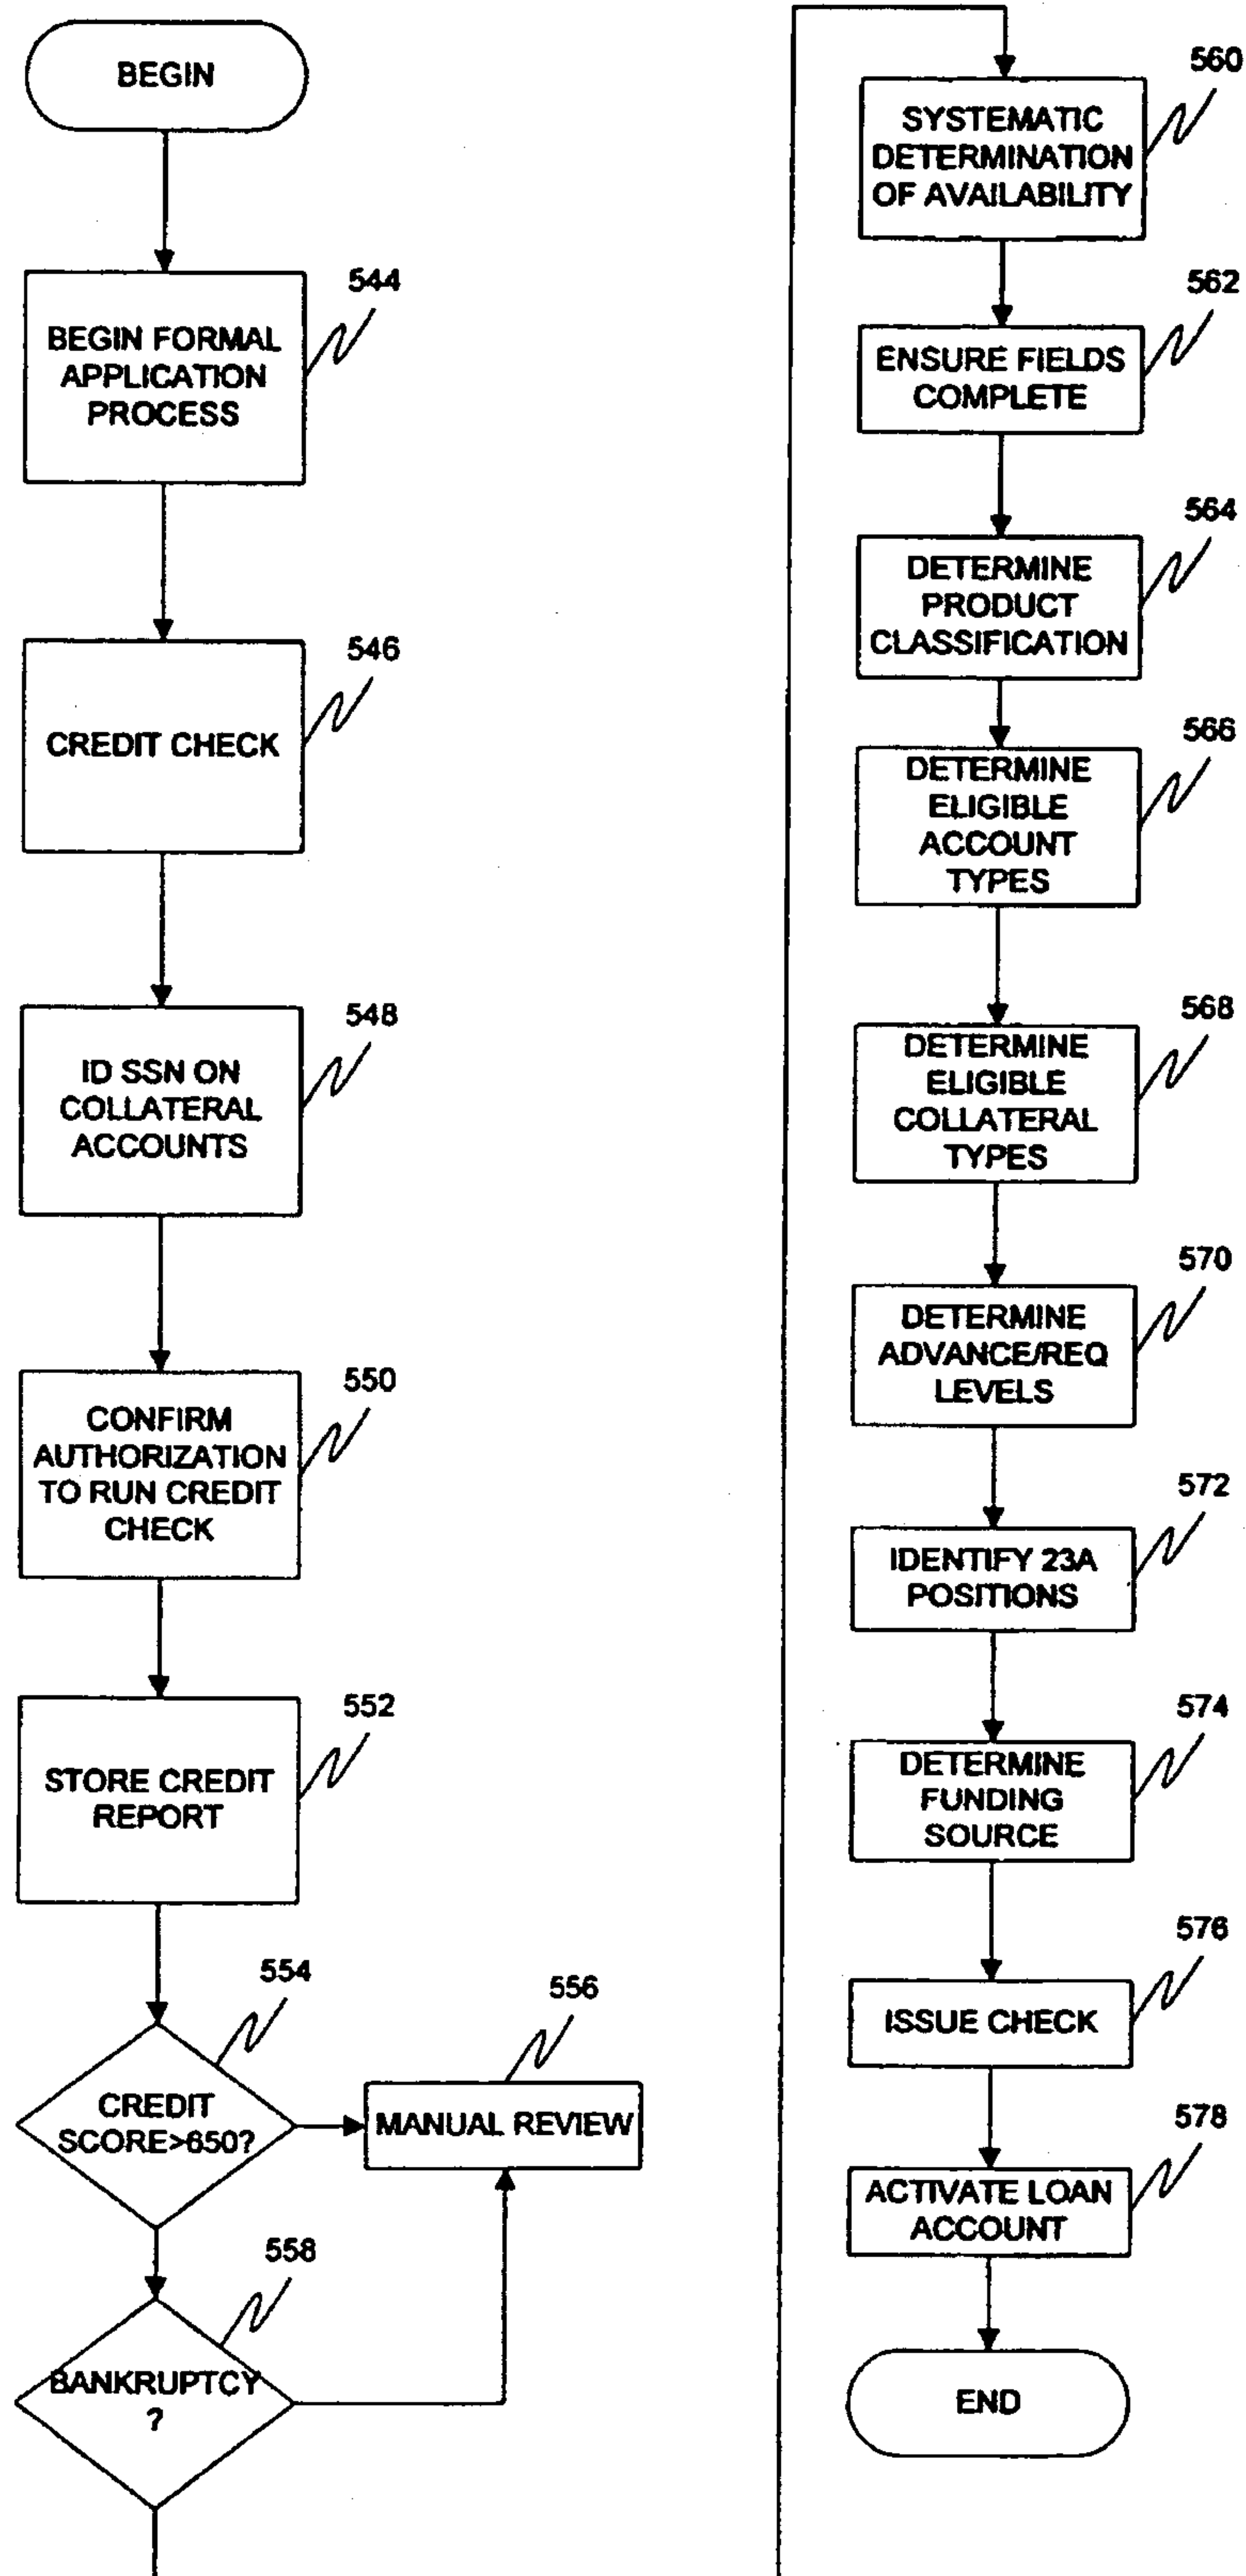 BEGIN
544
BEGIN FORMAL
APPLICATION
PROCESS
546
CREDIT CHECK
548
ID SSN ON
COLLATERAL
ACCOUNTS
550
CONFIRM
AUTHORIZATION
TO RUN CREDIT
CHECK
552
STORE CREDIT
REPORT
554
CREDIT
SCORE>650?
556
MANUAL REVIEW
558
BANKRUPTCY
?
560
SYSTEMATIC
DETERMINATION
OF AVAILABILITY
562
ENSURE FIELDS
COMPLETE
564
DETERMINE
PRODUCT
CLASSIFICATION
566
DETERMINE
ELIGIBLE
ACCOUNT
TYPES
568
DETERMINE
ELIGIBLE
COLLATERAL
TYPES
570
DETERMINE
ADVANCE/REQ
LEVELS
572
IDENTIFY 23A
POSITIONS
574
DETERMINE
FUNDING
SOURCE
576
ISSUE CHECK
578
ACTIVATE LOAN
ACCOUNT
END